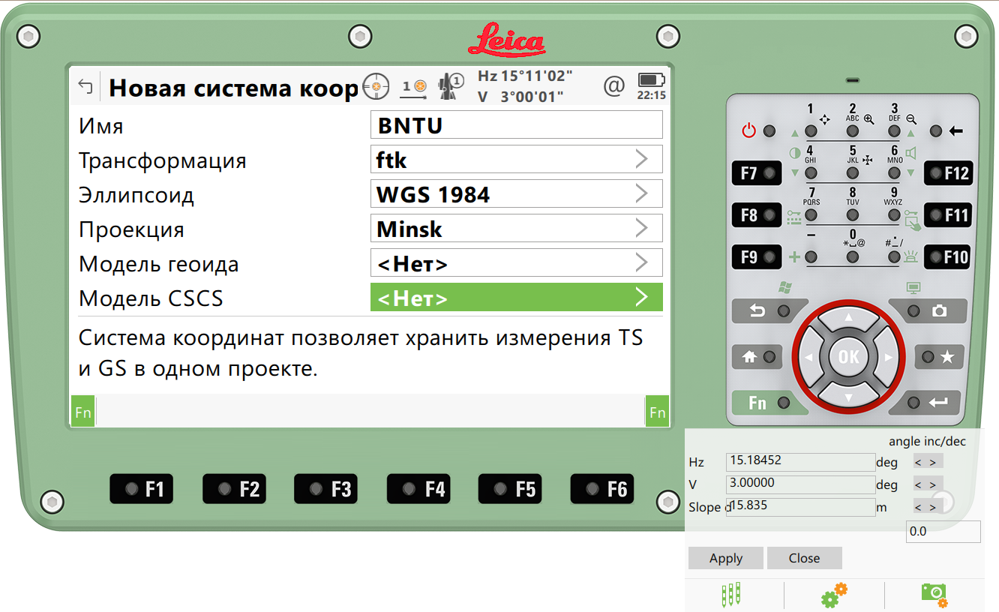 Leica
Новая система коор
1
1
Hz 15°11'02"
V 3°00'01"
@
22:15
Имя BNTU
Трансформация ftk
Эллипсоид WGS 1984
Проекция Minsk
Модель геоида <Нет>
Модель CSCS <Нет>
Система координат позволяет хранить измерения TS
и GS в одном проекте.
Fn Fn
F1 F2 F3 F4 F5 F6
1 2 3
ABC DEF
4 5 6
GHI JKL MNO
F7 F12
7 8 9
PQRS TUV WXYZ
F8 F11
− 0 .
*␣@ #_/
F9 + F10
OK
Fn
angle inc/dec
Hz 15.18452 deg < >
V 3.00000 deg < >
Slope d 15.835 m < >
0.0
Apply Close